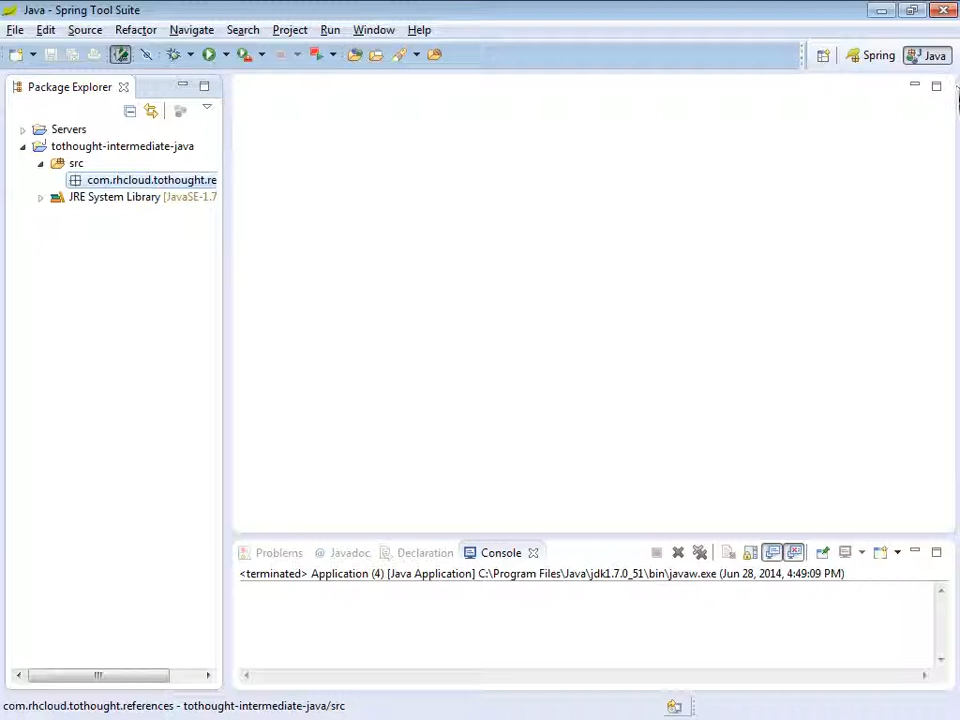 Java - Spring Tool Suite
File Edit Source Refactor Navigate Search Project Run Window Help
Spring Java
Package Explorer
Servers
tothought-intermediate-java
src
com.rhcloud.tothought.re
JRE System Library [JavaSE-1.7
Problems @ Javadoc Declaration Console
<terminated> Application (4) [Java Application] C:\Program Files\Java\jdk1.7.0_51\bin\javaw.exe (Jun 28, 2014, 4:49:09 PM)
com.rhcloud.tothought.references - tothought-intermediate-java/src